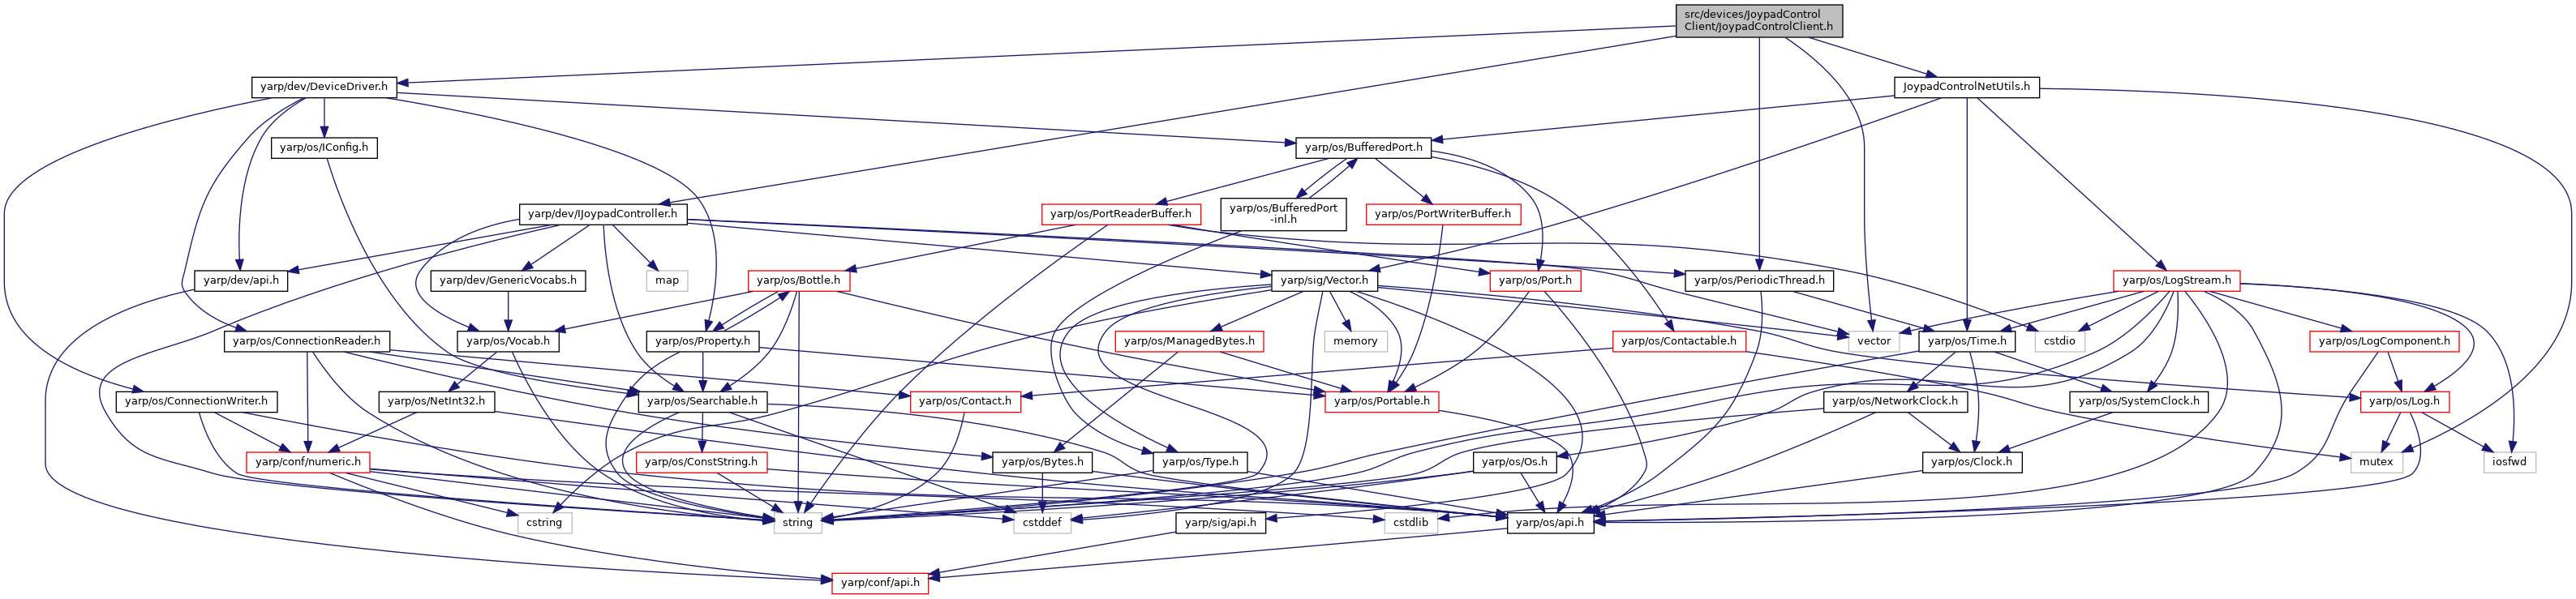 src/devices/JoypadControl
Client/JoypadControlClient.h
yarp/dev/DeviceDriver.h
JoypadControlNetUtils.h
yarp/os/IConfig.h
yarp/os/BufferedPort.h
yarp/dev/IJoypadController.h
yarp/os/PortReaderBuffer.h
yarp/os/BufferedPort
-inl.h
yarp/os/PortWriterBuffer.h
yarp/dev/api.h
yarp/dev/GenericVocabs.h
map
yarp/os/Bottle.h
yarp/sig/Vector.h
yarp/os/Port.h
yarp/os/PeriodicThread.h
yarp/os/LogStream.h
yarp/os/ConnectionReader.h
yarp/os/Vocab.h
yarp/os/Property.h
yarp/os/ManagedBytes.h
memory
yarp/os/Contactable.h
vector
yarp/os/Time.h
cstdio
yarp/os/LogComponent.h
yarp/os/ConnectionWriter.h
yarp/os/NetInt32.h
yarp/os/Searchable.h
yarp/os/Contact.h
yarp/os/Portable.h
yarp/os/NetworkClock.h
yarp/os/SystemClock.h
yarp/os/Log.h
yarp/conf/numeric.h
yarp/os/ConstString.h
yarp/os/Bytes.h
yarp/os/Type.h
yarp/os/Os.h
yarp/os/Clock.h
mutex
iosfwd
cstring
string
cstddef
cstdlib
yarp/sig/api.h
yarp/os/api.h
yarp/conf/api.h